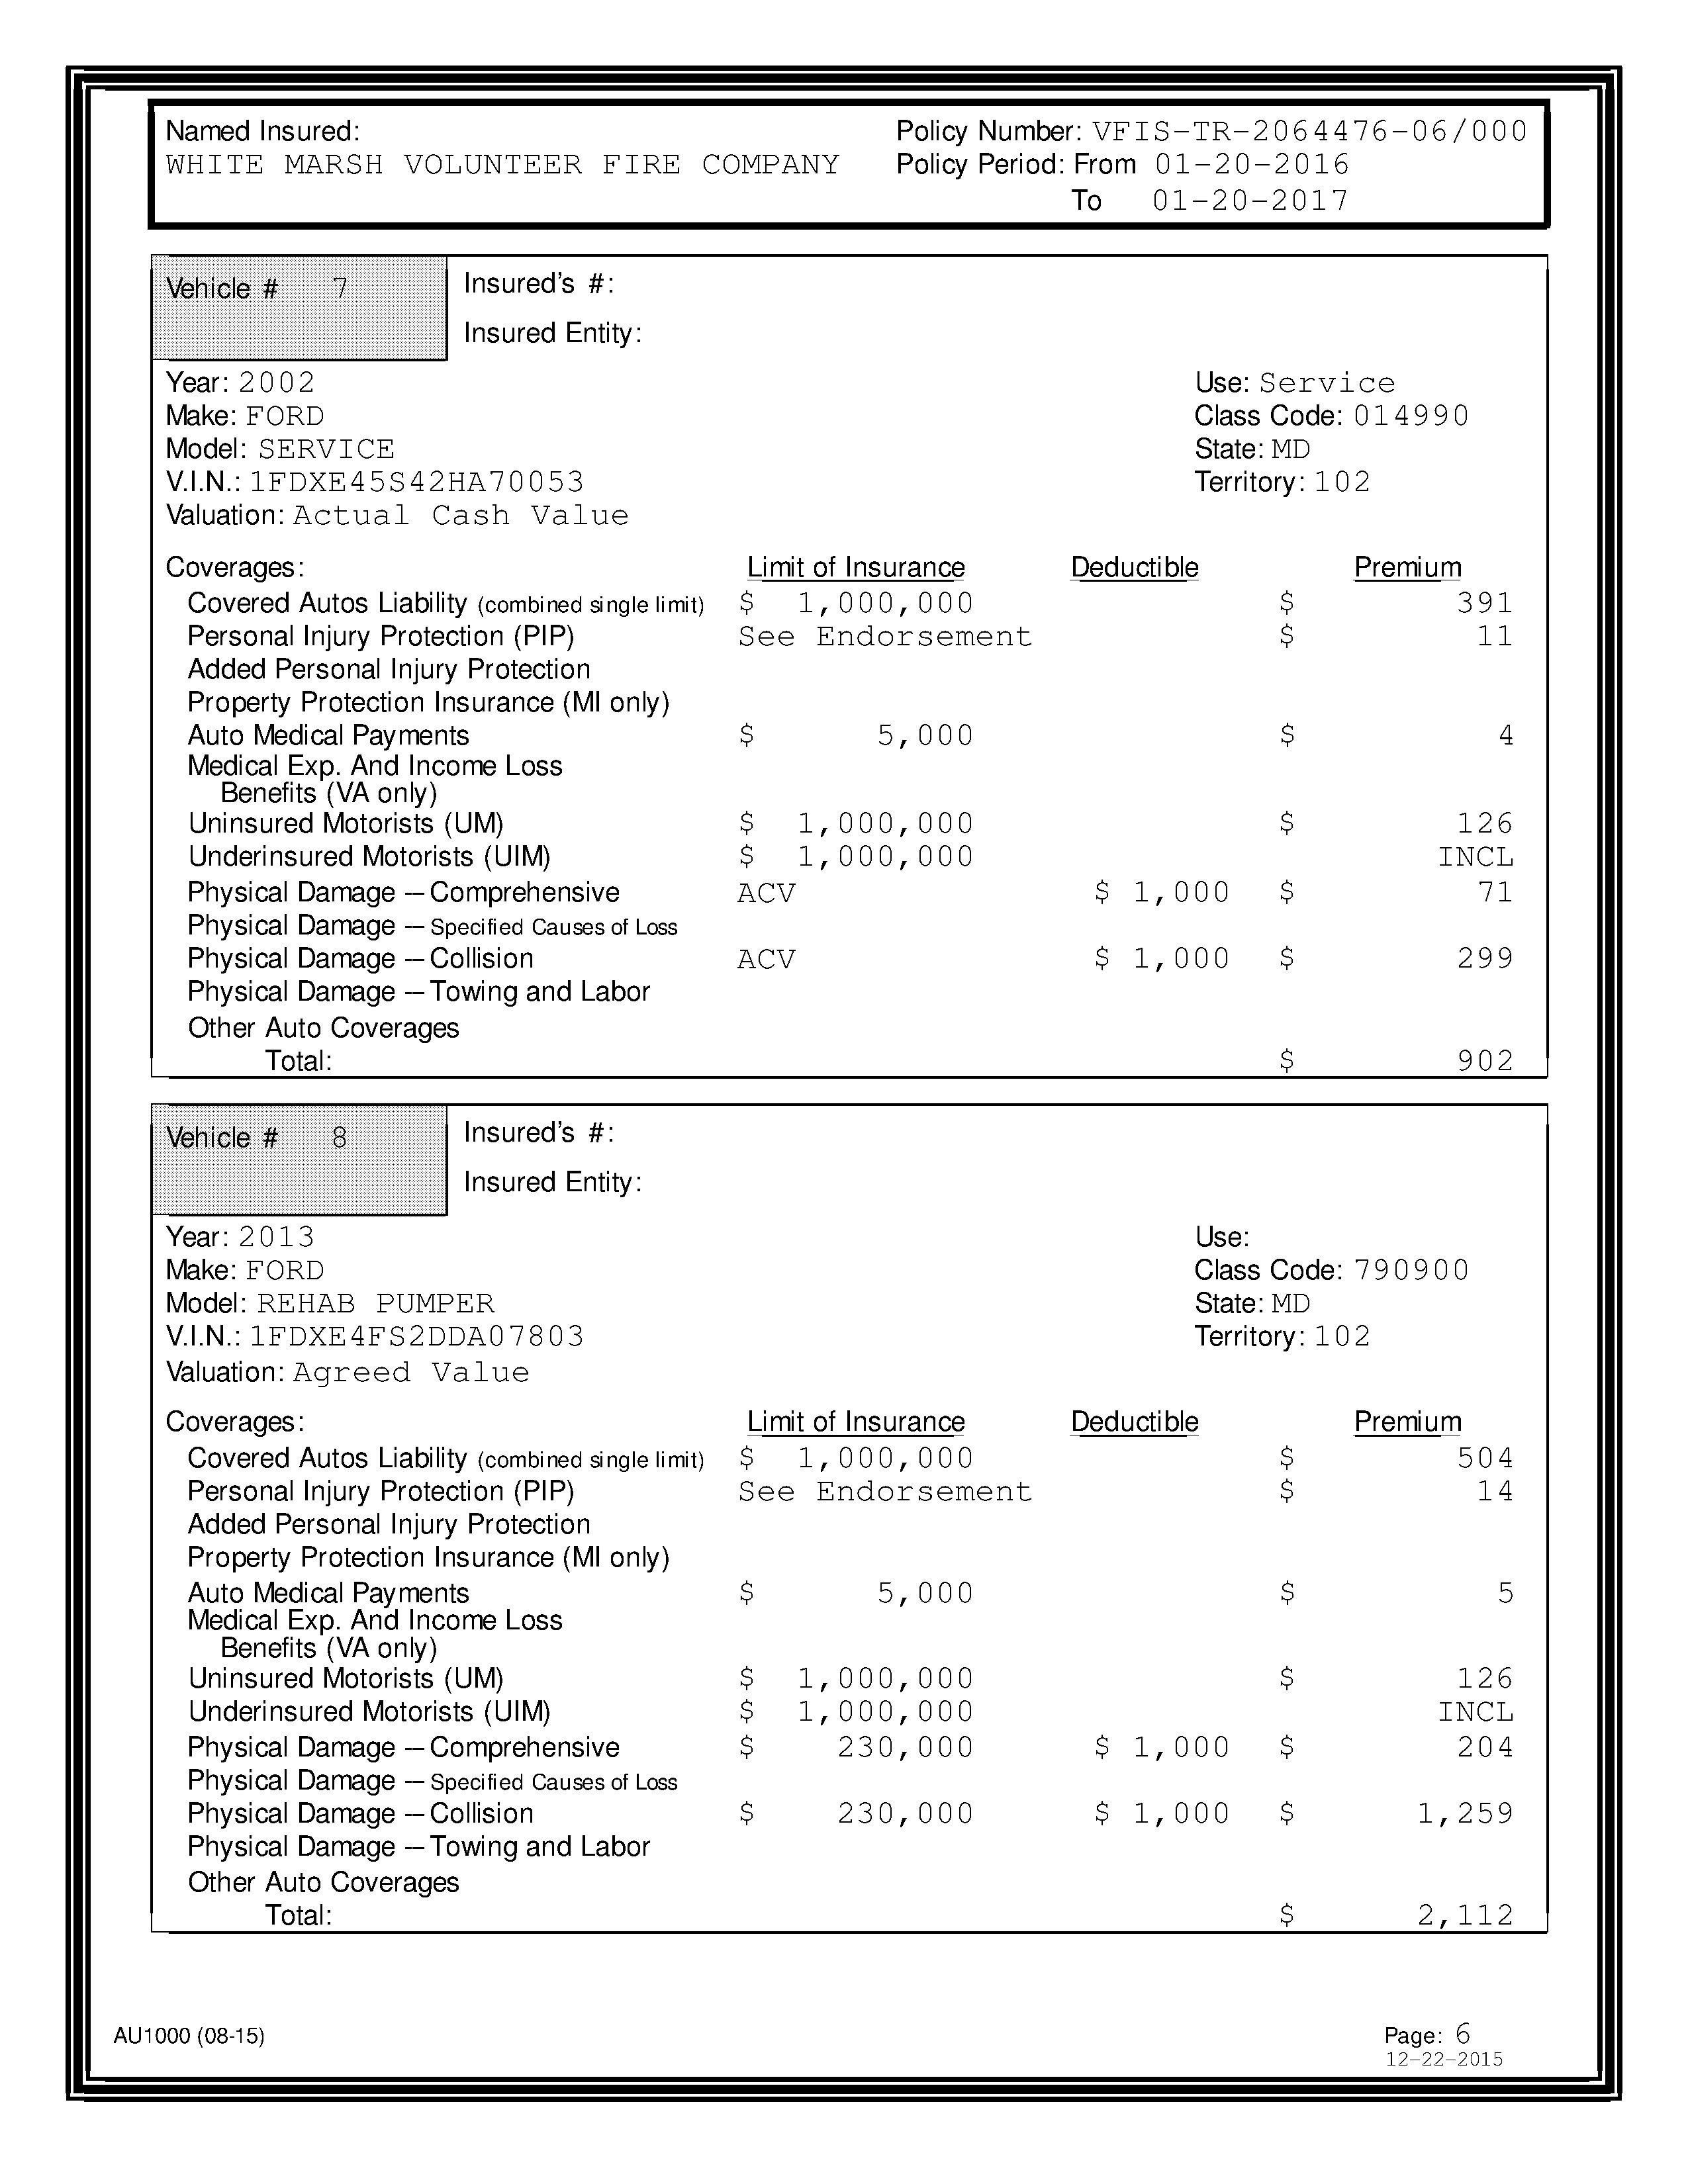 Named Insured: Policy Number: VFIS-TR-2064476-06/000
WHITE MARSH VOLUNTEER FIRE COMPANY Policy Period: From 01-20-2016
To 01-20-2017
Vehicle # 7 Insured's #:
Insured Entity:
Year: 2002 Use: Service
Make: FORD Class Code: 014990
Model: SERVICE State: MD
V.I.N.: 1FDXE45S42HA70053 Territory: 102
Valuation: Actual Cash Value
Coverages: Limit of Insurance Deductible Premium
Covered Autos Liability (combined single limit) $ 1,000,000 $ 391
Personal Injury Protection (PIP) See Endorsement $ 11
Added Personal Injury Protection
Property Protection Insurance (MI only)
Auto Medical Payments $ 5,000 $ 4
Medical Exp. And Income Loss
Benefits (VA only)
Uninsured Motorists (UM) $ 1,000,000 $ 126
Underinsured Motorists (UIM) $ 1,000,000 INCL
Physical Damage -- Comprehensive ACV $ 1,000 $ 71
Physical Damage -- Specified Causes of Loss
Physical Damage -- Collision ACV $ 1,000 $ 299
Physical Damage -- Towing and Labor
Other Auto Coverages
Total: $ 902
Vehicle # 8 Insured's #:
Insured Entity:
Year: 2013 Use:
Make: FORD Class Code: 790900
Model: REHAB PUMPER State: MD
V.I.N.: 1FDXE4FS2DDA07803 Territory: 102
Valuation: Agreed Value
Coverages: Limit of Insurance Deductible Premium
Covered Autos Liability (combined single limit) $ 1,000,000 $ 504
Personal Injury Protection (PIP) See Endorsement $ 14
Added Personal Injury Protection
Property Protection Insurance (MI only)
Auto Medical Payments $ 5,000 $ 5
Medical Exp. And Income Loss
Benefits (VA only)
Uninsured Motorists (UM) $ 1,000,000 $ 126
Underinsured Motorists (UIM) $ 1,000,000 INCL
Physical Damage -- Comprehensive $ 230,000 $ 1,000 $ 204
Physical Damage -- Specified Causes of Loss
Physical Damage -- Collision $ 230,000 $ 1,000 $ 1,259
Physical Damage -- Towing and Labor
Other Auto Coverages
Total: $ 2,112
AU1000 (08-15) Page: 6
12-22-2015